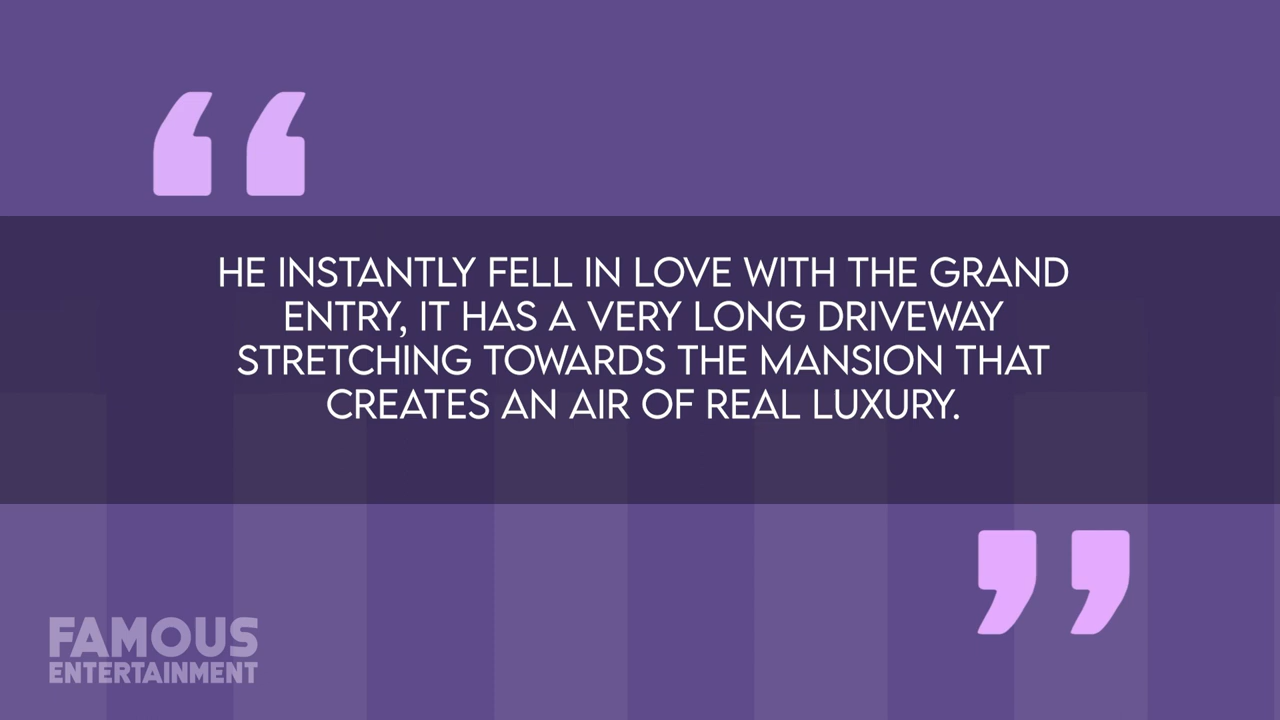 HE INSTANTLY FELL IN LOVE WITH THE GRAND
ENTRY, IT HAS A VERY LONG DRIVEWAY
STRETCHING TOWARDS THE MANSION THAT
CREATES AN AIR OF REAL LUXURY.
FAMOUS
ENTERTAINMENT